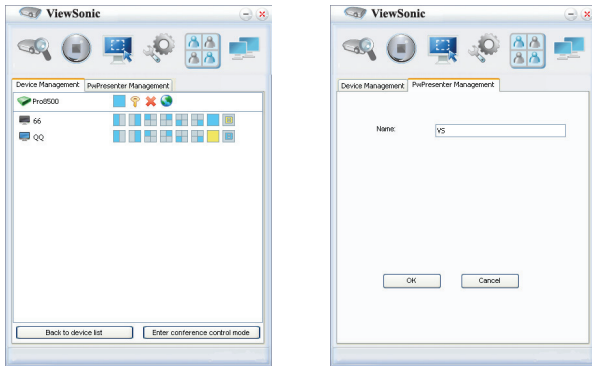 ViewSonic
Device Management PwPresenter Management
Pro8500
66
QQ
Back to device list Enter conference control mode
ViewSonic
Device Management PwPresenter Management
Name: VS
OK Cancel